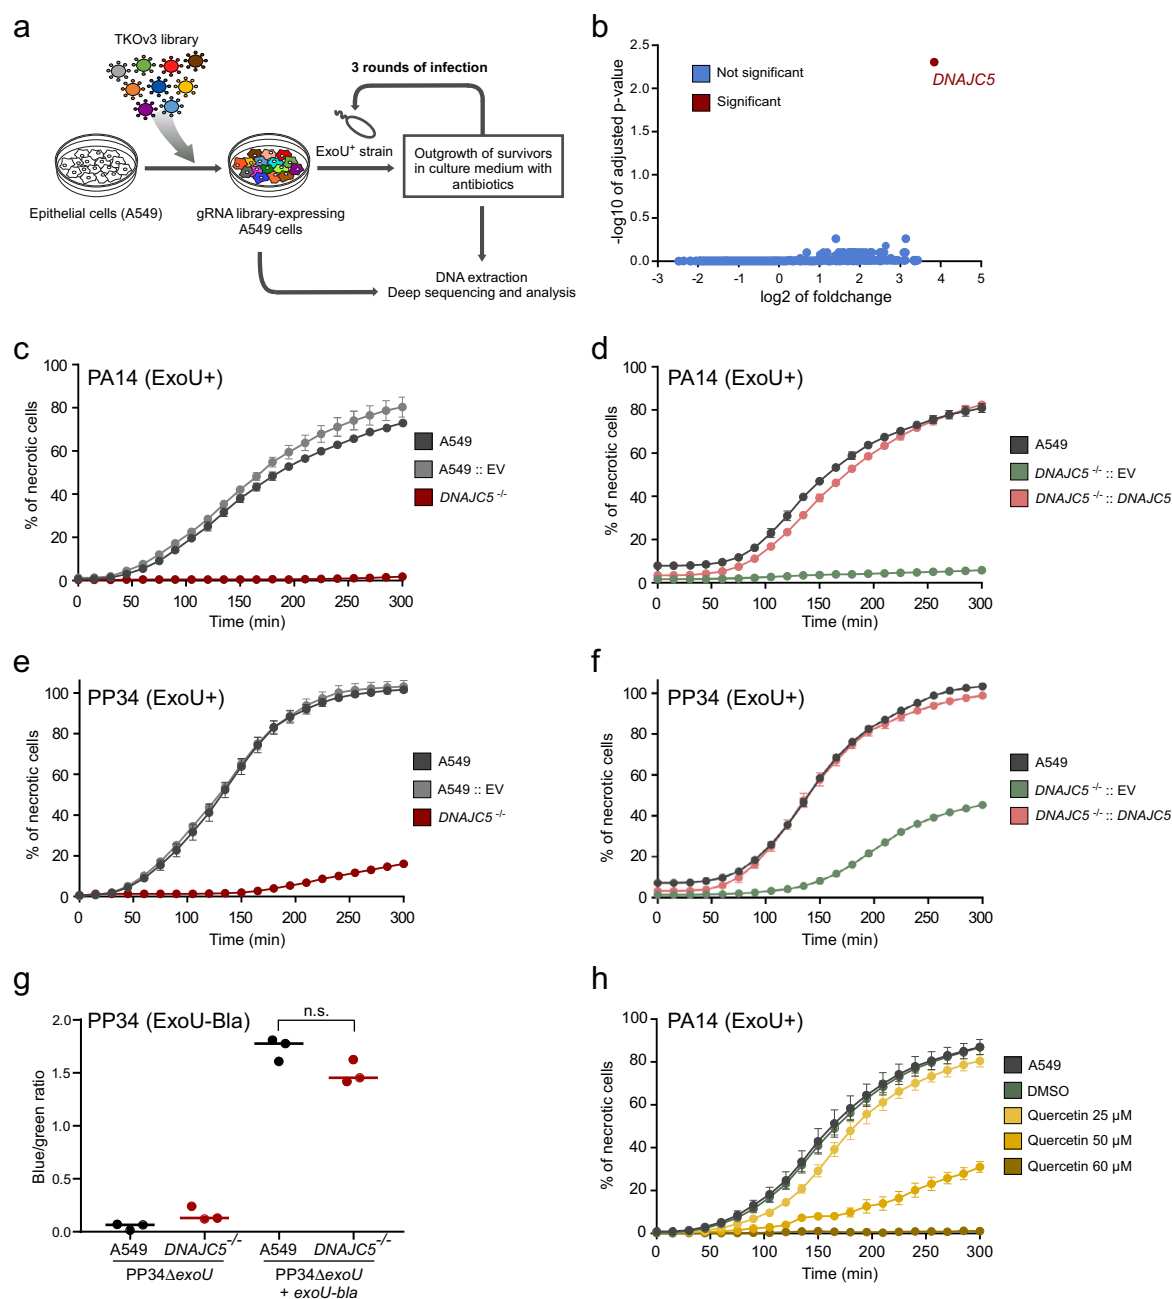 a
TKOv3 library
3 rounds of infection
ExoU⁺ strain
Outgrowth of survivors
in culture medium with
antibiotics
Epithelial cells (A549)
gRNA library-expressing
A549 cells
DNA extraction
Deep sequencing and analysis
b
-log10 of adjusted p-value
2.5
2.0
1.5
1.0
0.5
0.0
Not significant
Significant
DNAJC5
-3 -2 -1 0 1 2 3 4 5
log2 of foldchange
c
PA14 (ExoU+)
% of necrotic cells
100
80
60
40
20
0
0 50 100 150 200 250 300
Time (min)
A549
A549 :: EV
DNAJC5 -/-
d
PA14 (ExoU+)
% of necrotic cells
100
80
60
40
20
0
0 50 100 150 200 250 300
Time (min)
A549
DNAJC5 -/- :: EV
DNAJC5 -/- :: DNAJC5
e
PP34 (ExoU+)
% of necrotic cells
100
80
60
40
20
0
0 50 100 150 200 250 300
Time (min)
A549
A549 :: EV
DNAJC5 -/-
f
PP34 (ExoU+)
% of necrotic cells
100
80
60
40
20
0
0 50 100 150 200 250 300
Time (min)
A549
DNAJC5 -/- :: EV
DNAJC5 -/- :: DNAJC5
g
PP34 (ExoU-Bla)
n.s.
Blue/green ratio
2.0
1.5
1.0
0.5
0.0
A549 DNAJC5-/- A549 DNAJC5-/-
PP34ΔexoU PP34ΔexoU
+ exoU-bla
h
PA14 (ExoU+)
% of necrotic cells
100
80
60
40
20
0
0 50 100 150 200 250 300
Time (min)
A549
DMSO
Quercetin 25 µM
Quercetin 50 µM
Quercetin 60 µM